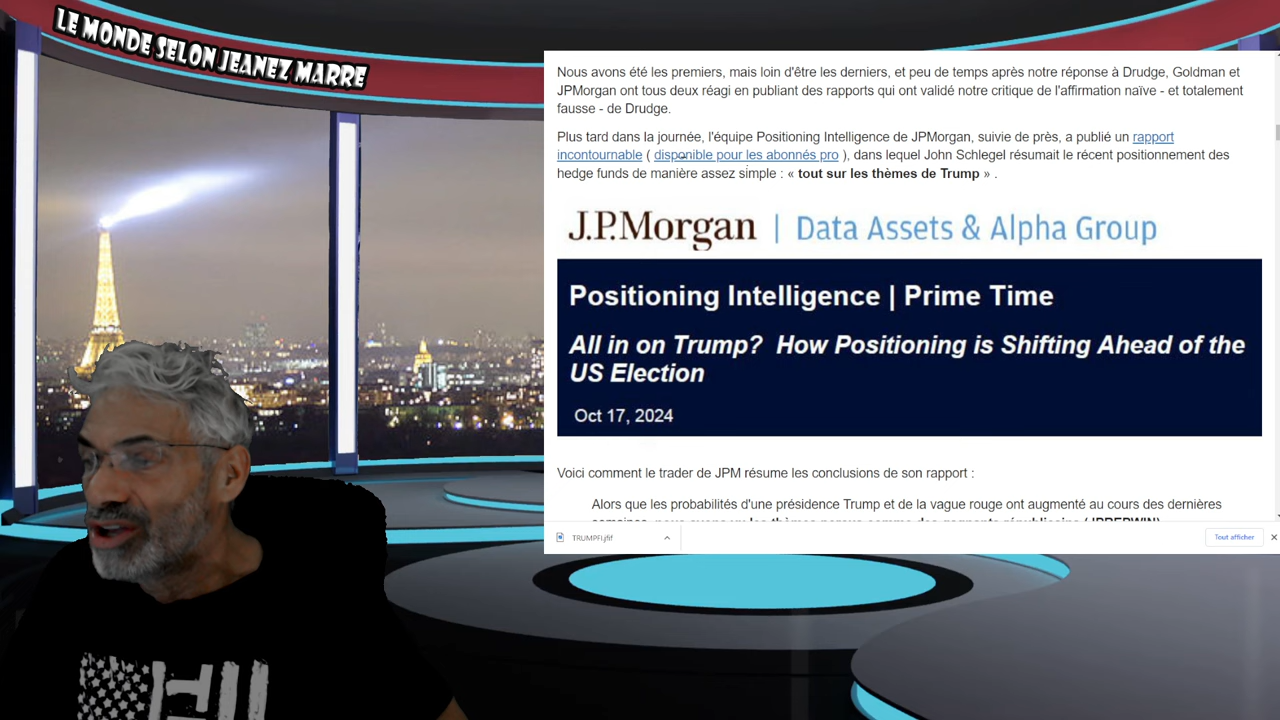 LE MONDE SELON JEANEZ MARRE
Nous avons été les premiers, mais loin d'être les derniers, et peu de temps après notre réponse à Drudge, Goldman et
JPMorgan ont tous deux réagi en publiant des rapports qui ont validé notre critique de l'affirmation naïve - et totalement
fausse - de Drudge.
Plus tard dans la journée, l'équipe Positioning Intelligence de JPMorgan, suivie de près, a publié un rapport
incontournable ( disponible pour les abonnés pro ), dans lequel John Schlegel résumait le récent positionnement des
hedge funds de manière assez simple : « tout sur les thèmes de Trump » .
J.P.Morgan | Data Assets & Alpha Group
Positioning Intelligence | Prime Time
All in on Trump? How Positioning is Shifting Ahead of the
US Election
Oct 17, 2024
Voici comment le trader de JPM résume les conclusions de son rapport :
Alors que les probabilités d'une présidence Trump et de la vague rouge ont augmenté au cours des dernières
TRUMPFI.jfif
Tout afficher